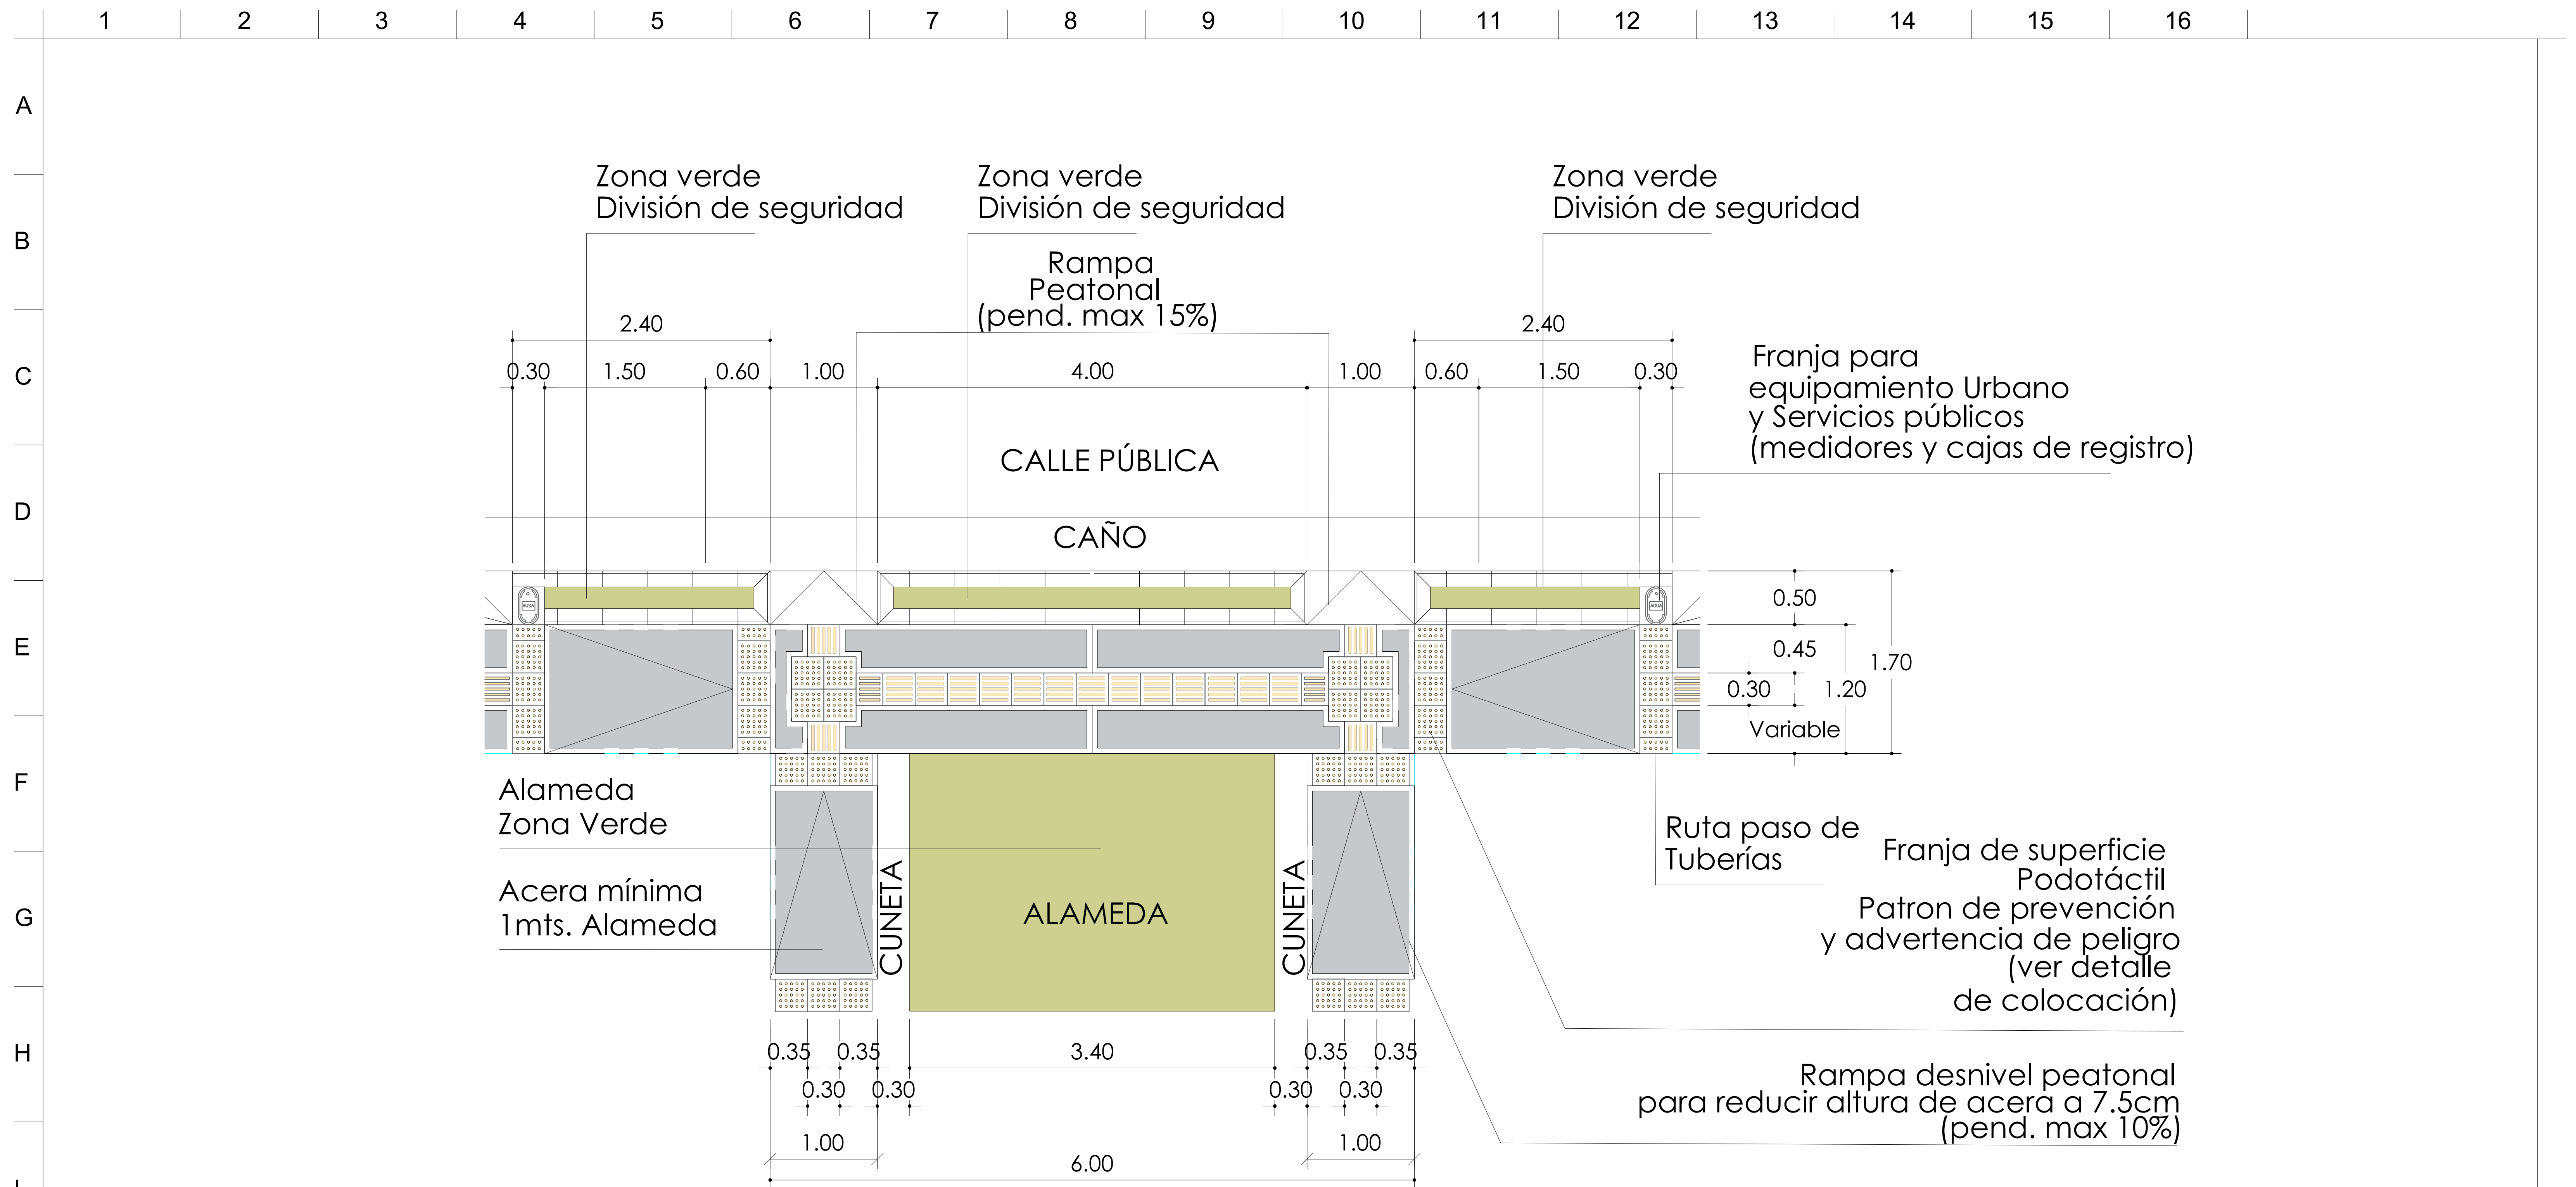 1 2 3 4 5 6 7 8 9 10 11 12 13 14 15 16
A
B
C
D
E
F
G
H
Zona verde
División de seguridad
Zona verde
División de seguridad
Zona verde
División de seguridad
Rampa
Peatonal
(pend. max 15%)
2.40
2.40
0.30 1.50 0.60 1.00 4.00 1.00 0.60 1.50 0.30
Franja para
equipamiento Urbano
y Servicios públicos
(medidores y cajas de registro)
CALLE PÚBLICA
CAÑO
AGUA
AGUA
0.50
0.45
1.70
0.30
1.20
Variable
Alameda
Zona Verde
Acera mínima
1mts. Alameda
CUNETA
ALAMEDA
CUNETA
Ruta paso de
Tuberías
Franja de superficie
Podotáctil
Patron de prevención
y advertencia de peligro
(ver detalle
de colocación)
0.35 0.35 3.40 0.35 0.35
0.30 0.30 0.30 0.30
Rampa desnivel peatonal
para reducir altura de acera a 7.5cm
(pend. max 10%)
1.00 1.00
6.00